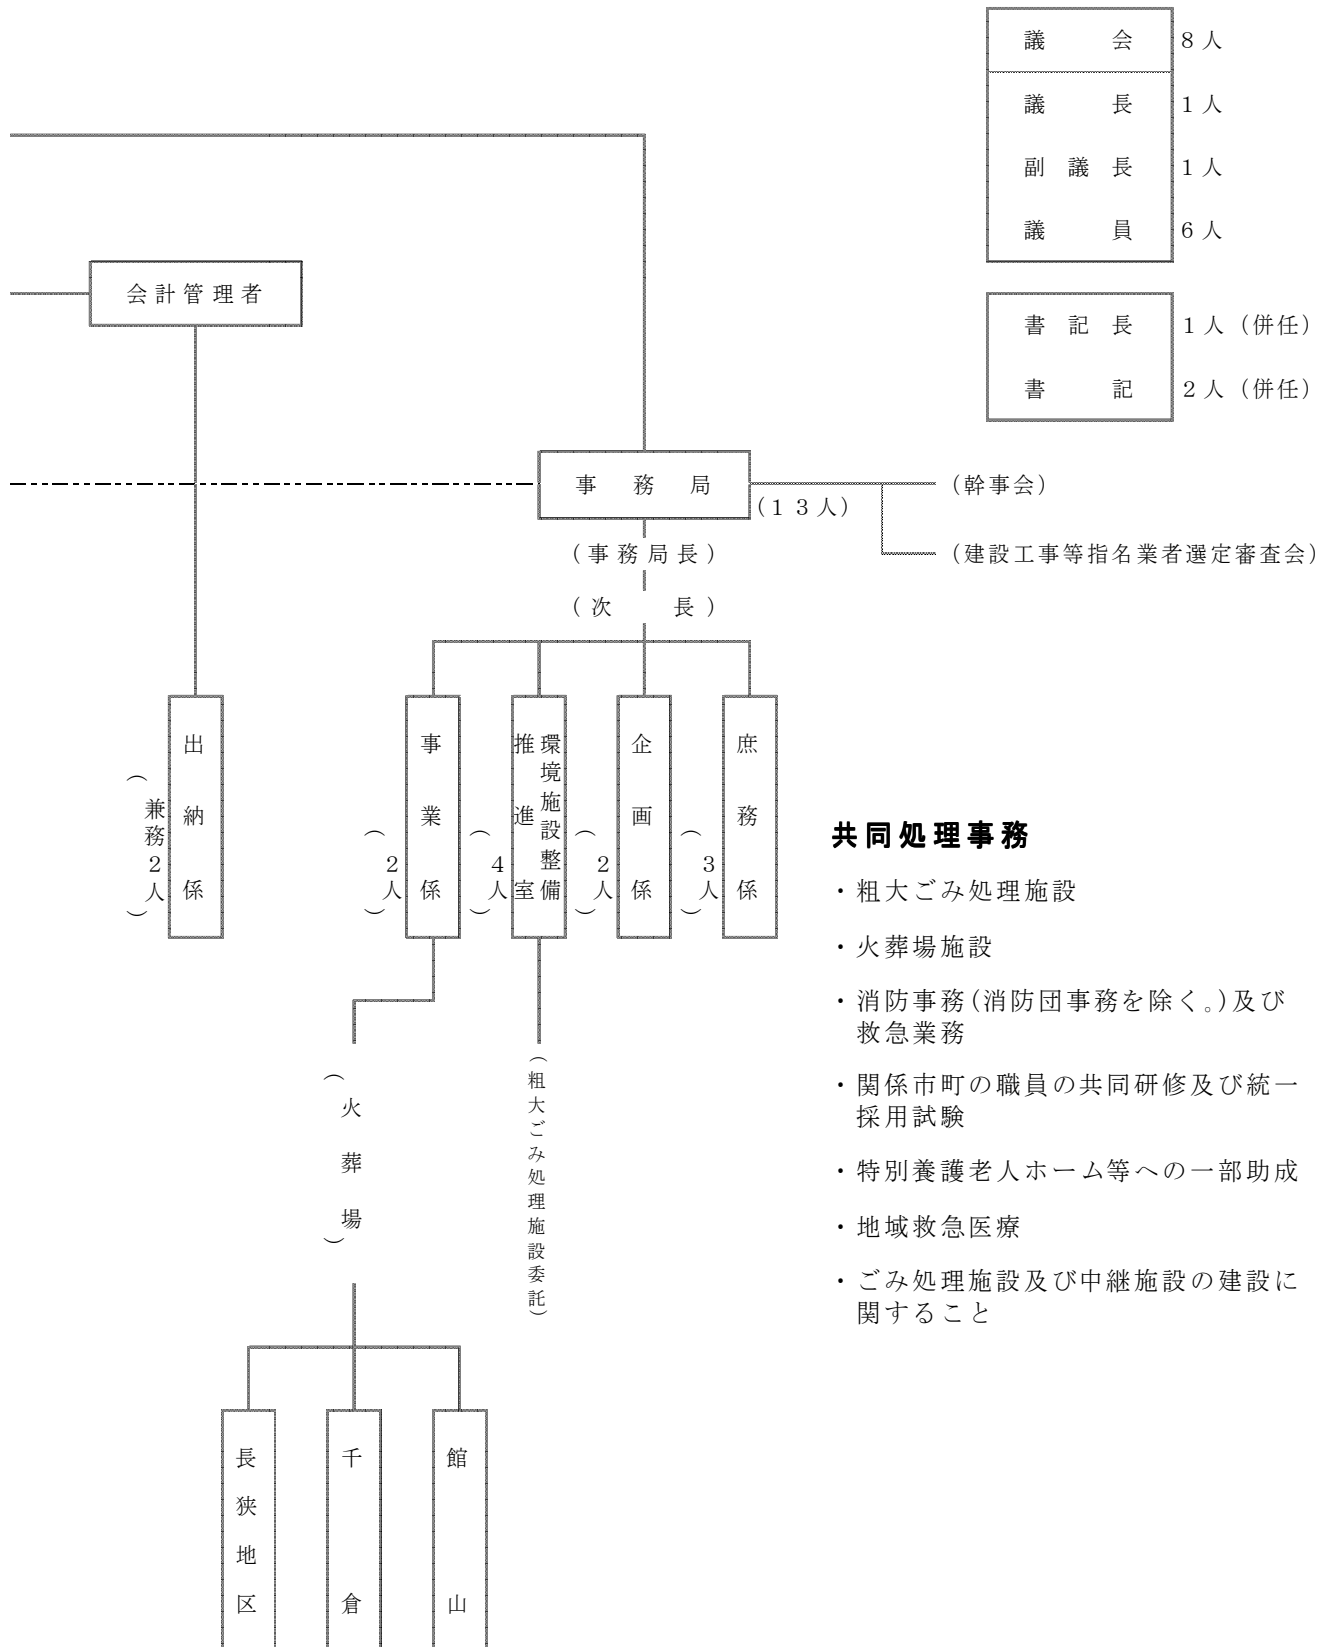 議会 8人
議長 1人
副議長 1人
議員 6人
会計管理者
書記長 1人（併任）
書記 2人（併任）
事務局
（13人）
（幹事会）
（事務局長）
（建設工事等指名業者選定審査会）
（次長）
出納係
（兼務2人）
事業係
（2人）
環境施設整備
推進室
（4人）
企画係
（2人）
庶務係
（3人）
共同処理事務
・粗大ごみ処理施設
・火葬場施設
・消防事務(消防団事務を除く。)及び
救急業務
・関係市町の職員の共同研修及び統一
採用試験
・特別養護老人ホーム等への一部助成
・地域救急医療
・ごみ処理施設及び中継施設の建設に
関すること
（火葬場）
（粗大ごみ処理施設委託）
長狭地区
千倉
館山